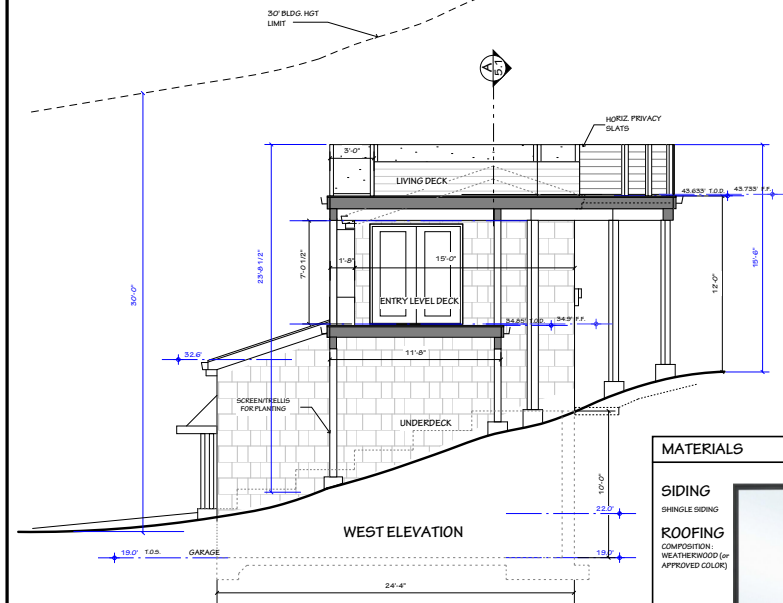 30' BLDG. HGT
LIMIT
A
5.1
HORIZ. PRIVACY
SLATS
3'-0"
LIVING DECK
43.633' T.O.D.
43.733' F.F.
23'-8 1/2"
7'-0 1/2"
1'-8"
15'-0"
15'-6"
12'-0"
30'-0"
ENTRY LEVEL DECK
34.85' T.O.D.
34.9' F.F.
32.6'
11'-8"
SCREEN/TRELLIS
FOR PLANTING
UNDERDECK
10'-0"
22.0'
WEST ELEVATION
19.0' T.O.S.
GARAGE
19.0'
24'-4"
MATERIALS
SIDING
SHINGLE SIDING
ROOFING
COMPOSITION:
WEATHERWOOD (or
APPROVED COLOR)